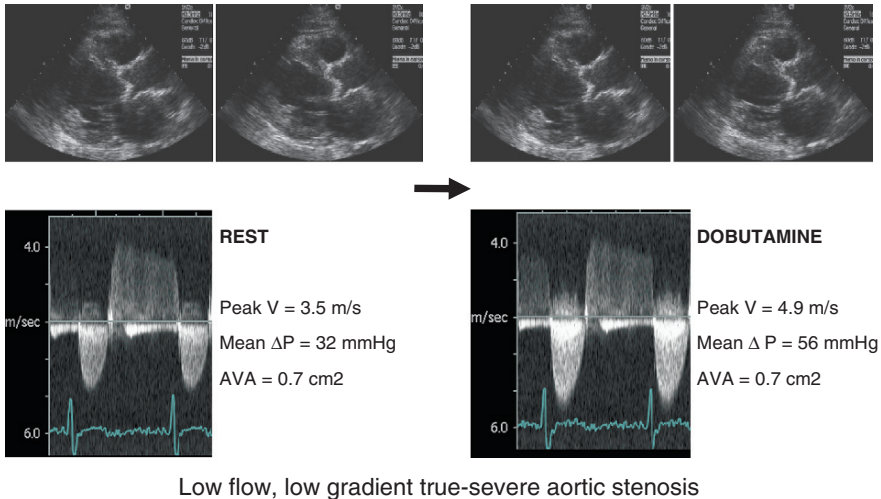 REST
4.0
m/sec
6.0
Peak V = 3.5 m/s
Mean ΔP = 32 mmHg
AVA = 0.7 cm2
DOBUTAMINE
4.0
m/sec
6.0
Peak V = 4.9 m/s
Mean Δ P = 56 mmHg
AVA = 0.7 cm2
Low flow, low gradient true-severe aortic stenosis